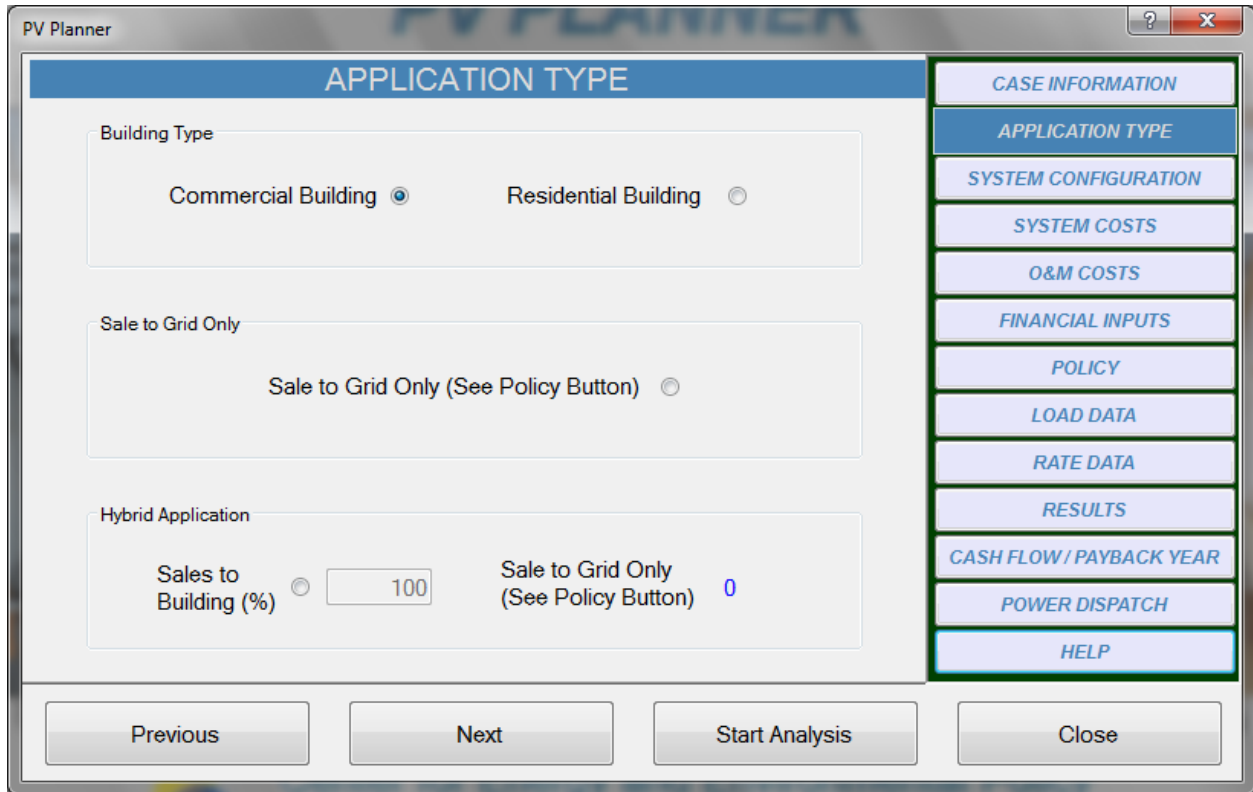 PV PLANNER
PV Planner
APPLICATION TYPE
Building Type
Commercial Building
Residential Building
Sale to Grid Only
Sale to Grid Only (See Policy Button)
Hybrid Application
Sales to
Building (%)
100
Sale to Grid Only
(See Policy Button)
0
CASE INFORMATION
APPLICATION TYPE
SYSTEM CONFIGURATION
SYSTEM COSTS
O&M COSTS
FINANCIAL INPUTS
POLICY
LOAD DATA
RATE DATA
RESULTS
CASH FLOW / PAYBACK YEAR
POWER DISPATCH
HELP
Previous
Next
Start Analysis
Close